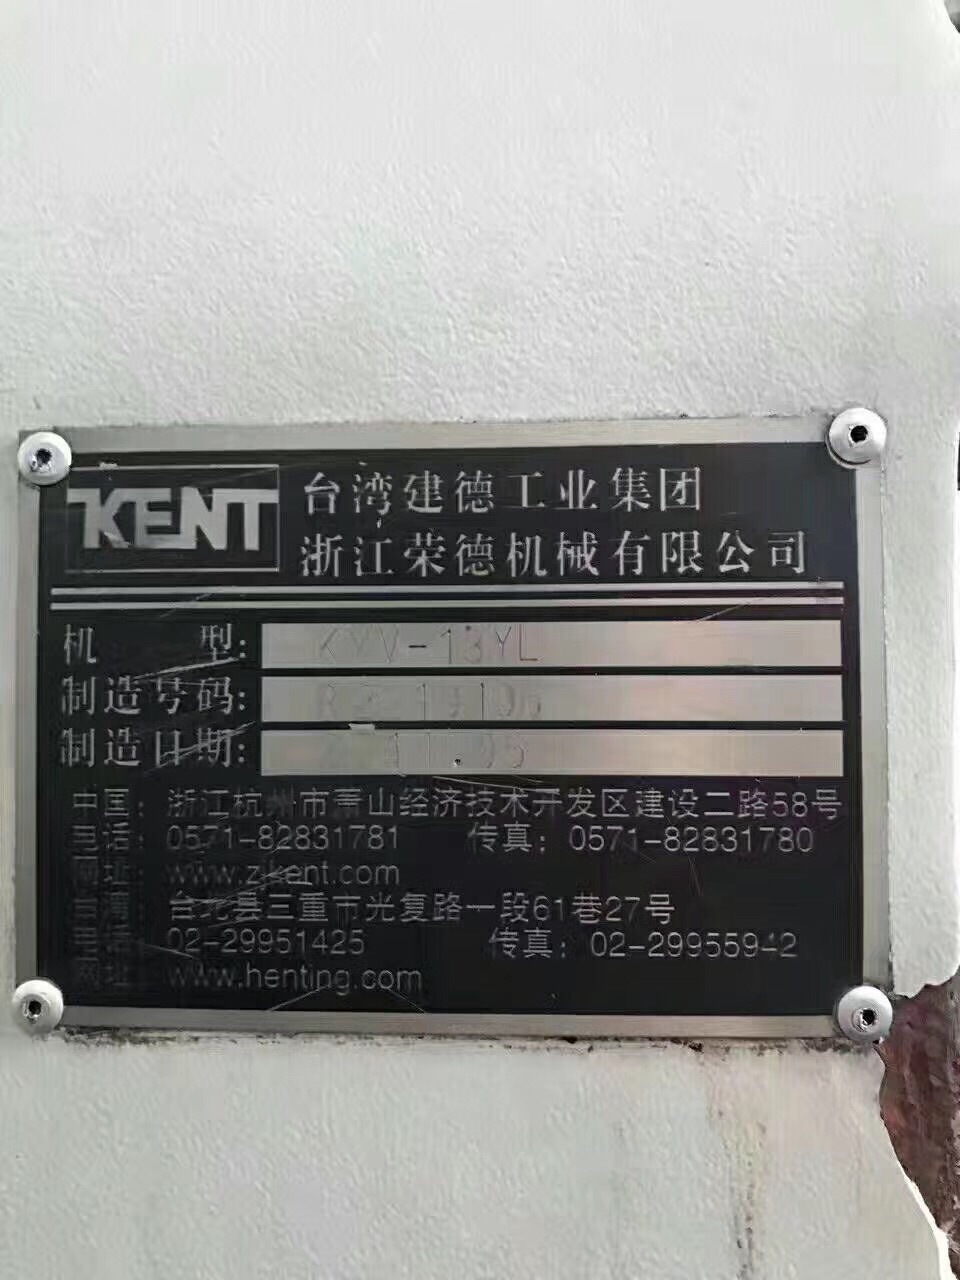 KENT
台湾建德工业集团
浙江荣德机械有限公司
机 型: KVV-13YL
制造号码:
制造日期:
中国: 浙江杭州市萧山经济技术开发区建设二路58号
电话: 0571-82831781 传真: 0571-82831780
网址: www.z-kent.com
台湾: 台北县三重市光复路一段61巷27号
电话: 02-29951425 传真: 02-29955942
网址: www.henting.com